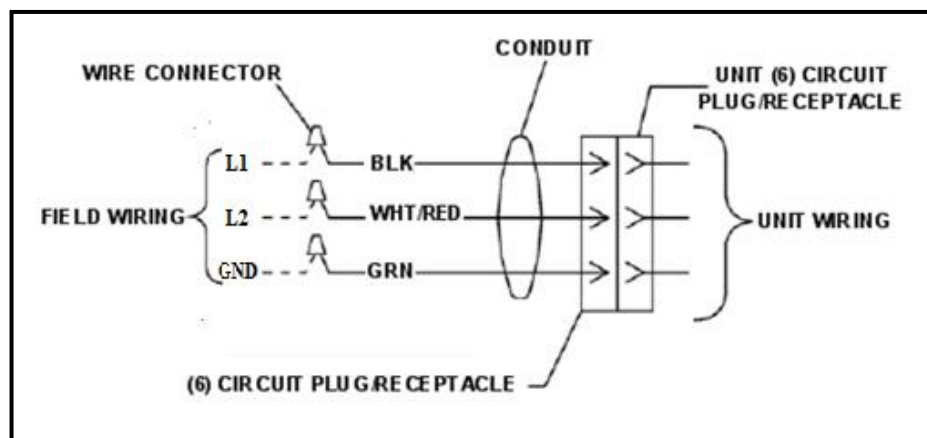 CONDUIT
WIRE CONNECTOR
UNIT (6) CIRCUIT
PLUG/RECEPTACLE
L1
BLK
FIELD WIRING
L2
WHT/RED
UNIT WIRING
GND
GRN
(6) CIRCUIT PLUG/RECEPTACLE